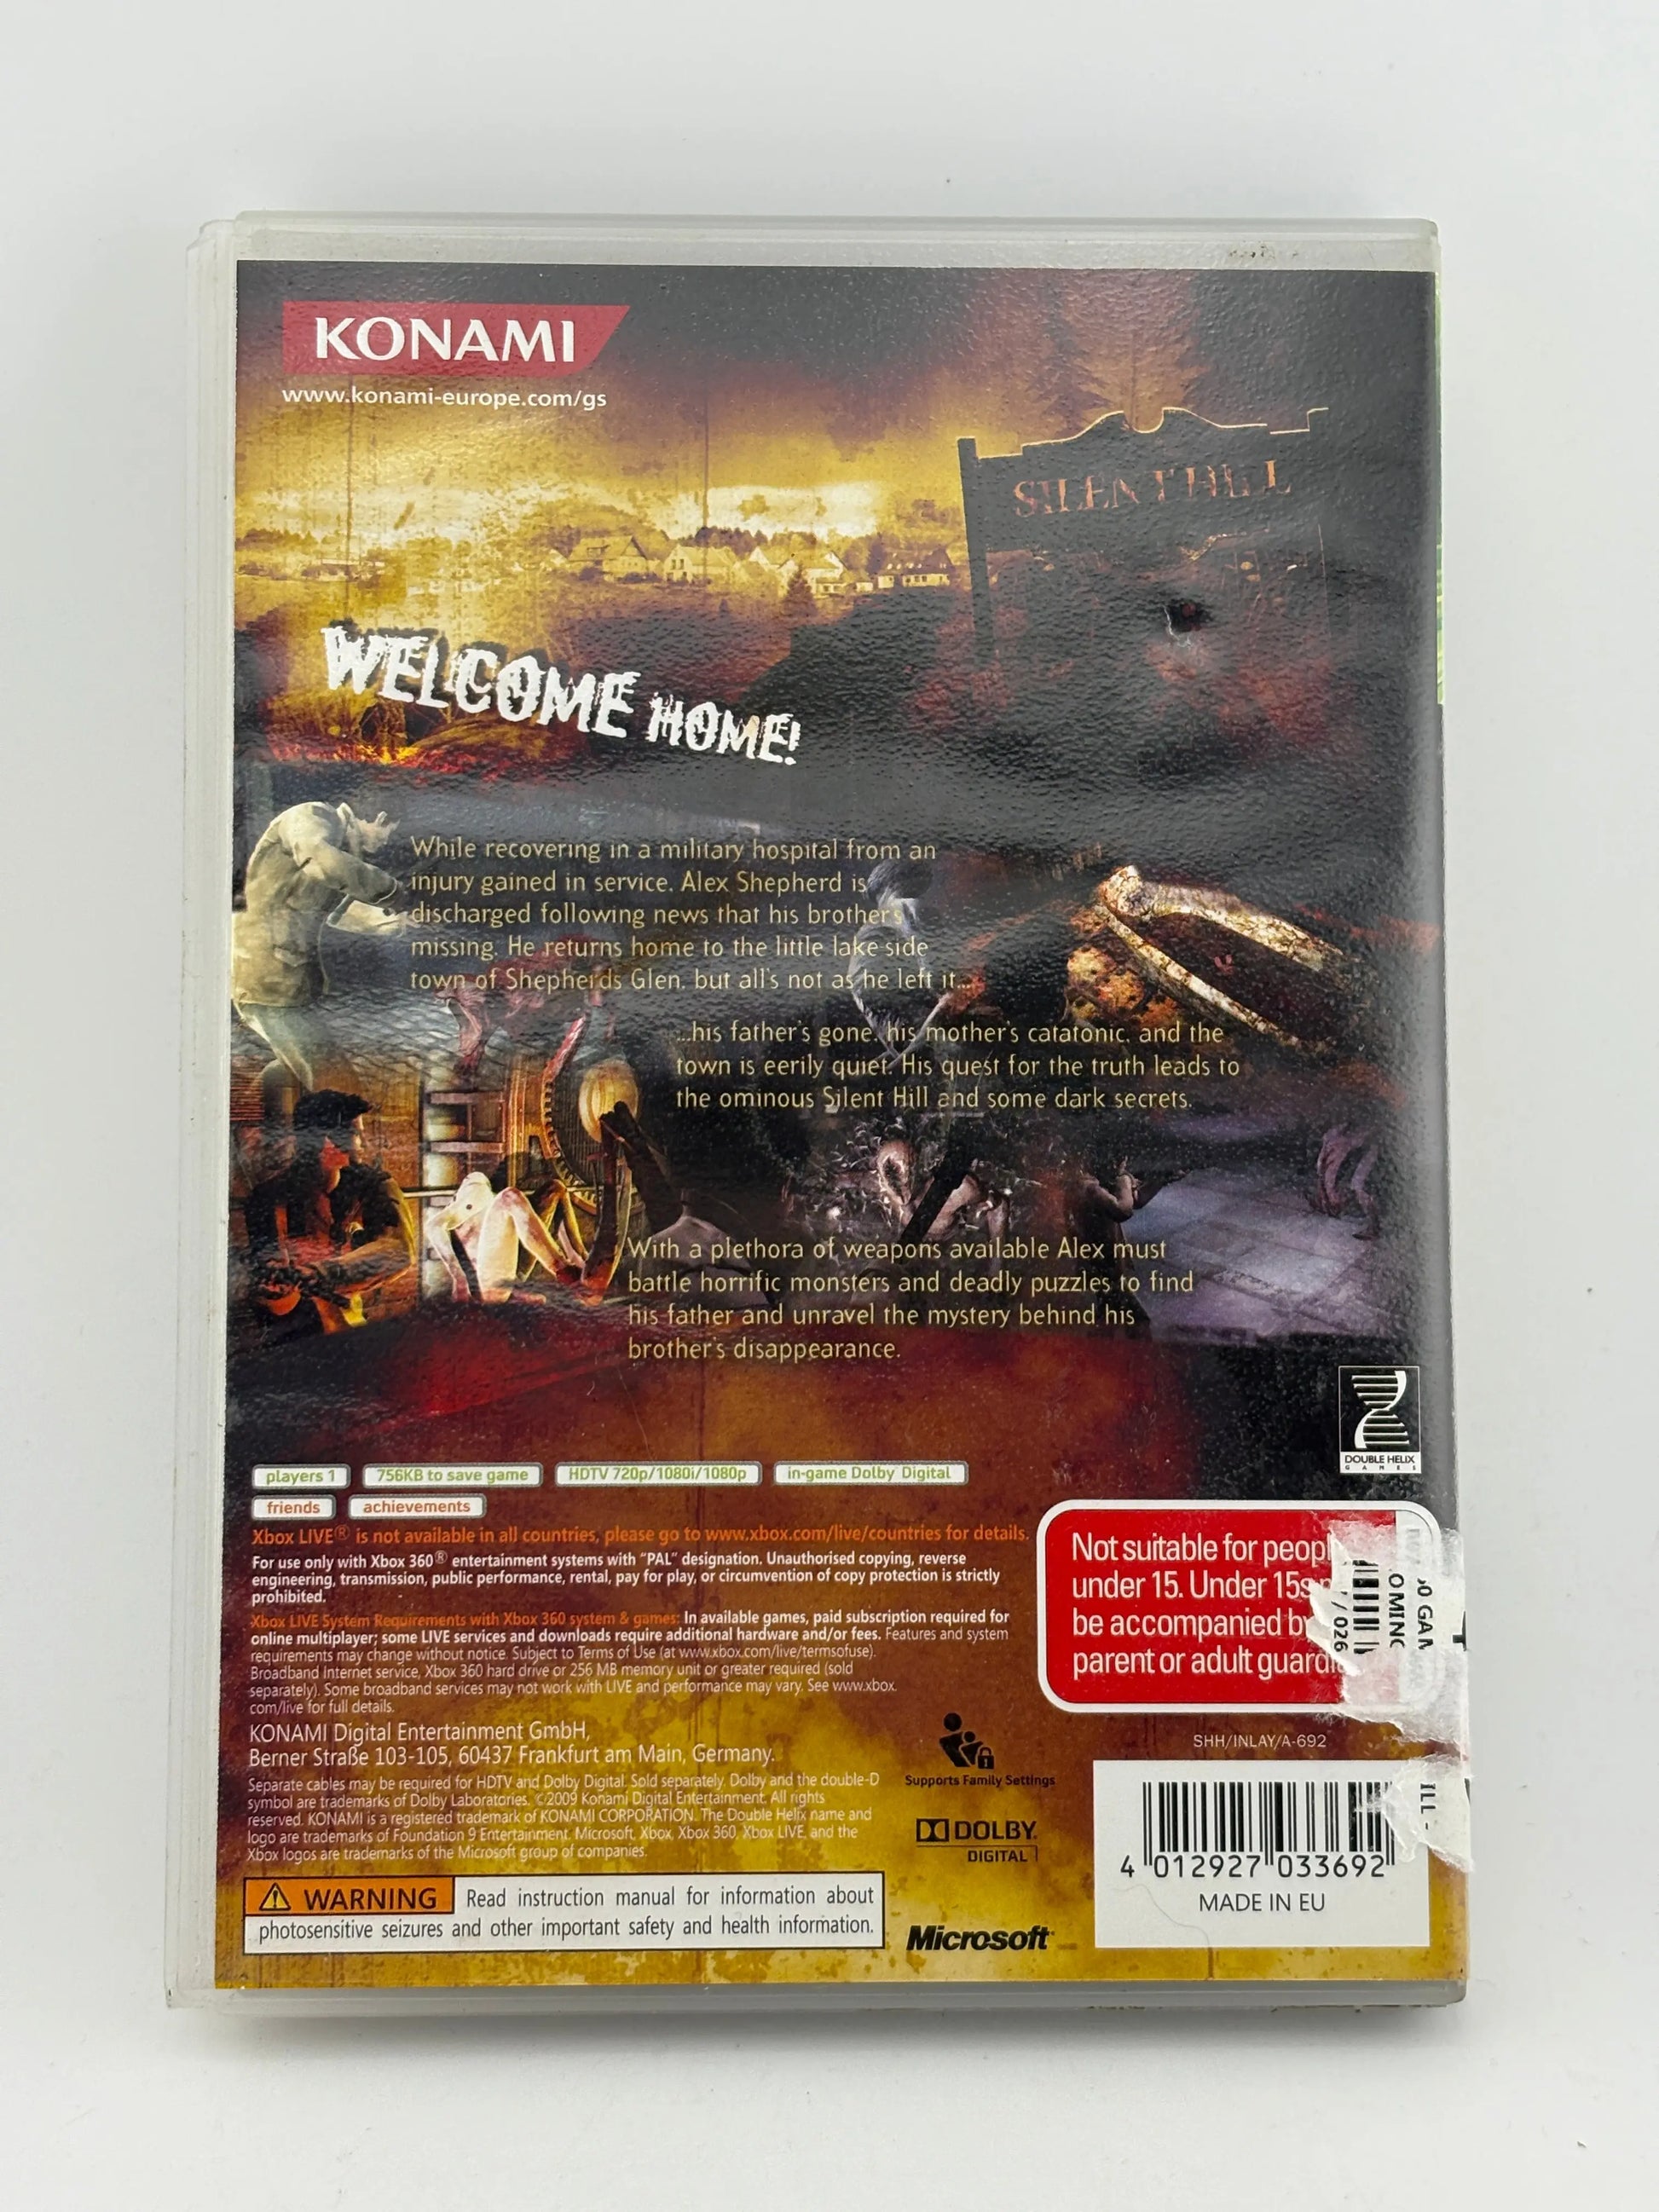 KONAMI
www.konami-europe.com/gs
SILENT HILL
WELCOME HOME!
While recovering in a military hospital from an
injury gained in service, Alex Shepherd is
discharged following news that his brother's
missing. He returns home to the little lake-side
town of Shepherds Glen, but all's not as he left it...
...his father's gone, his mother's catatonic, and the
town is eerily quiet. His quest for the truth leads to
the ominous Silent Hill and some dark secrets.
With a plethora of weapons available Alex must
battle horrific monsters and deadly puzzles to find
his father and unravel the mystery behind his
brother's disappearance.
DOUBLE HELIX
GAMES
players 1
756KB to save game
HDTV 720p/1080i/1080p
in-game Dolby Digital
friends
achievements
Xbox LIVE® is not available in all countries, please go to www.xbox.com/live/countries for details.
For use only with Xbox 360® entertainment systems with "PAL" designation. Unauthorised copying, reverse
engineering, transmission, public performance, rental, pay for play, or circumvention of copy protection is strictly
prohibited.
Xbox LIVE System Requirements with Xbox 360 system & games: In available games, paid subscription required for
online multiplayer; some LIVE services and downloads require additional hardware and/or fees. Features and system
requirements may change without notice. Subject to Terms of Use (at www.xbox.com/live/termsofuse).
Broadband Internet service, Xbox 360 hard drive or 256 MB memory unit or greater required (sold
separately). Some broadband services may not work with LIVE and performance may vary. See www.xbox.
com/live for full details.
KONAMI Digital Entertainment GmbH,
Berner Straße 103-105, 60437 Frankfurt am Main, Germany.
Separate cables may be required for HDTV and Dolby Digital. Sold separately. Dolby and the double-D
symbol are trademarks of Dolby Laboratories. ©2009 Konami Digital Entertainment. All rights
reserved. KONAMI is a registered trademark of KONAMI CORPORATION. The Double Helix name and
logo are trademarks of Foundation 9 Entertainment. Microsoft, Xbox, Xbox 360, Xbox LIVE, and the
Xbox logos are trademarks of the Microsoft group of companies.
WARNING Read instruction manual for information about
photosensitive seizures and other important safety and health information.
Supports Family Settings
DOLBY
DIGITAL
Microsoft
Not suitable for peopl
under 15. Under 15s
be accompanied by
parent or adult guardi
/ 026
O MINC
60 GAM
ILL -
SHH/INLAY/A-692
4 012927 033692
MADE IN EU